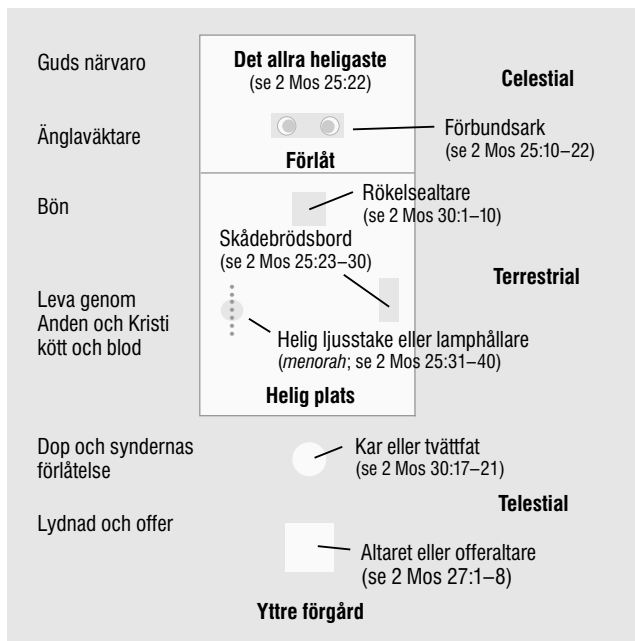 Guds närvaro
Det allra heligaste
(se 2 Mos 25:22)
Celestial
Änglaväktare
Förbundsark
(se 2 Mos 25:10–22)
Förlåt
Bön
Rökelsealtare
(se 2 Mos 30:1–10)
Skådebrödsbord
(se 2 Mos 25:23–30)
Terrestrial
Leva genom
Anden och Kristi
kött och blod
Helig ljusstake eller lamphållare
(menorah; se 2 Mos 25:31–40)
Helig plats
Dop och syndernas
förlåtelse
Kar eller tvättfat
(se 2 Mos 30:17–21)
Telestial
Lydnad och offer
Altaret eller offeraltare
(se 2 Mos 27:1–8)
Yttre förgård